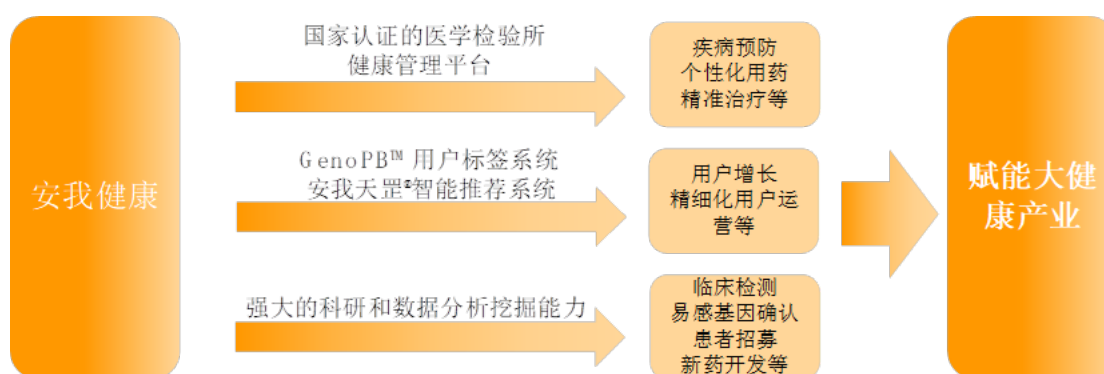 安我健康
国家认证的医学检验所
健康管理平台
疾病预防
个性化用药
精准治疗等
GenoPB™ 用户标签系统
安我天罡®智能推荐系统
用户增长
精细化用户运
营等
强大的科研和数据分析挖掘能力
临床检测
易感基因确认
患者招募
新药开发等
赋能大健
康产业